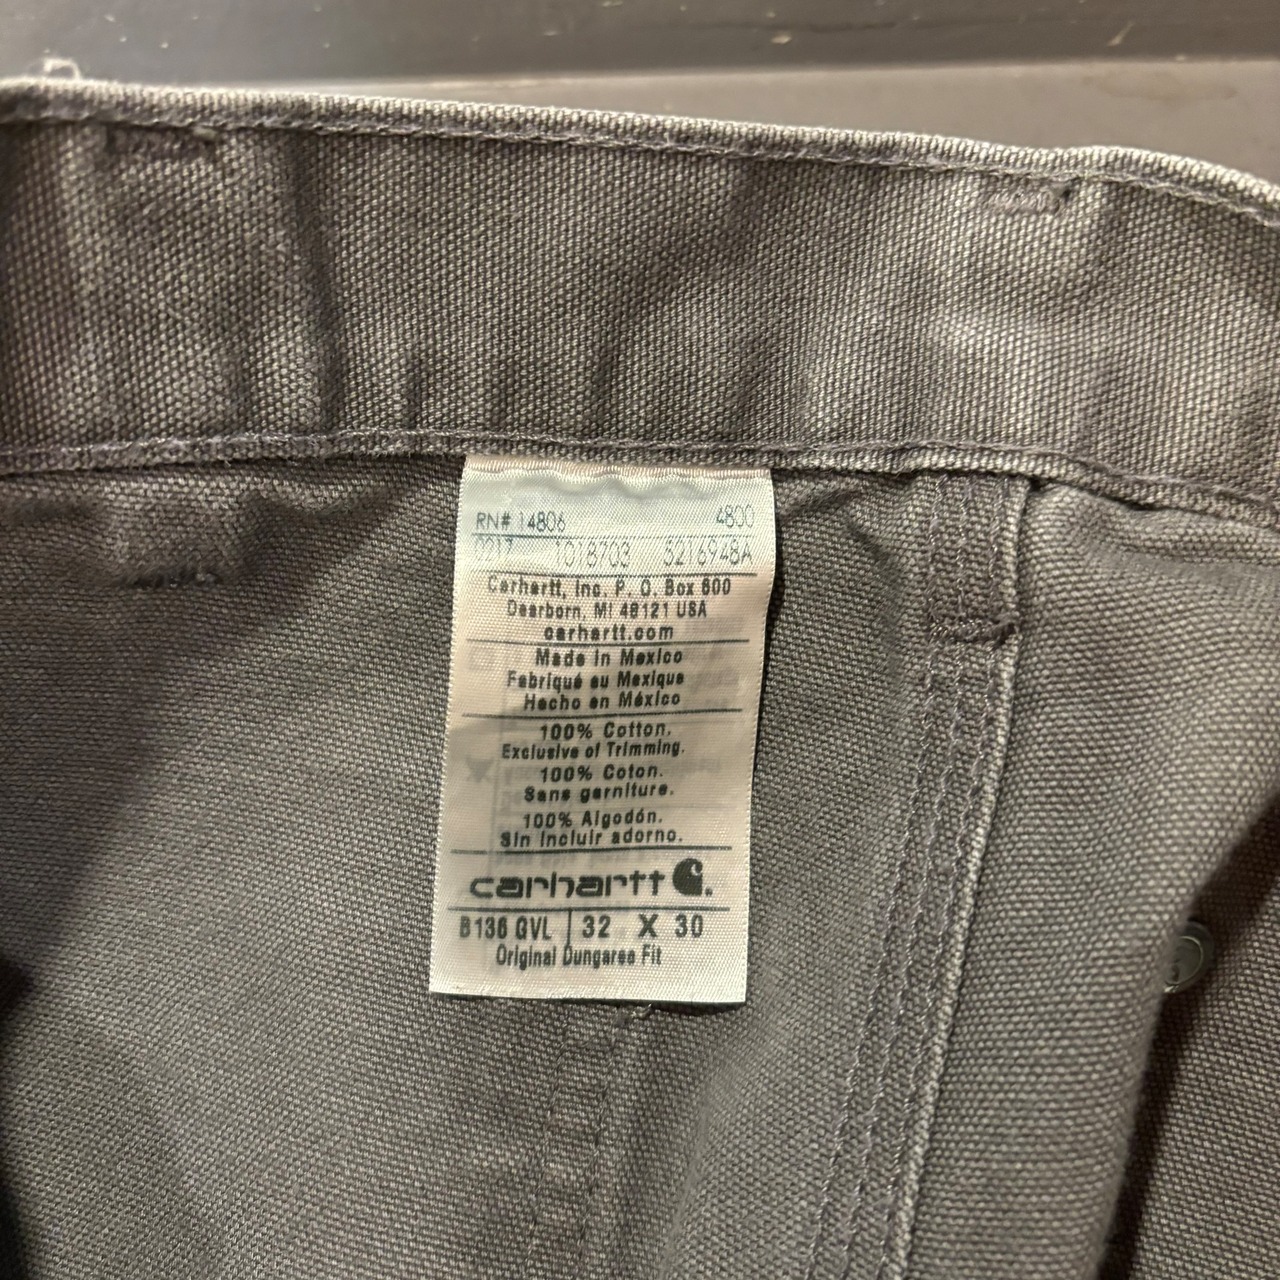 RN# 14806 4800
0217 1018703 5216948A
Carhartt, Inc. P. O. Box 600
Dearborn, MI 48121 USA
carhartt.com
Made in Mexico
Fabriqué au Mexique
Hecho en México
100% Cotton.
Exclusive of Trimming.
100% Coton.
Sans garniture.
100% Algodón.
Sin incluir adorno.
carhartt
B136 GVL 32 X 30
Original Dungaree Fit